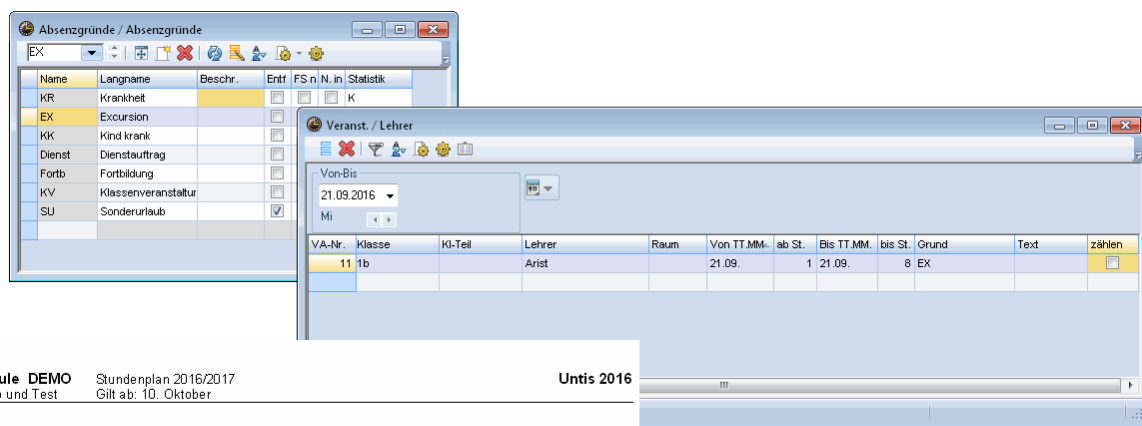 Absenzgründe / Absenzgründe
EX
Name Langname Beschr. Entf FS n N. in Statistik
KR Krankheit K
EX Excursion
KK Kind krank
Dienst Dienstauftrag
Fortb Fortbildung
KV Klassenveranstaltur
SU Sonderurlaub
Veranst. / Lehrer
Von-Bis
21.09.2016
Mi
VA-Nr. Klasse Kl-Teil Lehrer Raum Von TT.MM. ab St. Bis TT.MM. bis St. Grund Text zählen
11 1b Arist 21.09. 1 21.09. 8 EX
ule DEMO Stundenplan 2016/2017 Untis 2016
und Test Gilt ab: 10. Oktober